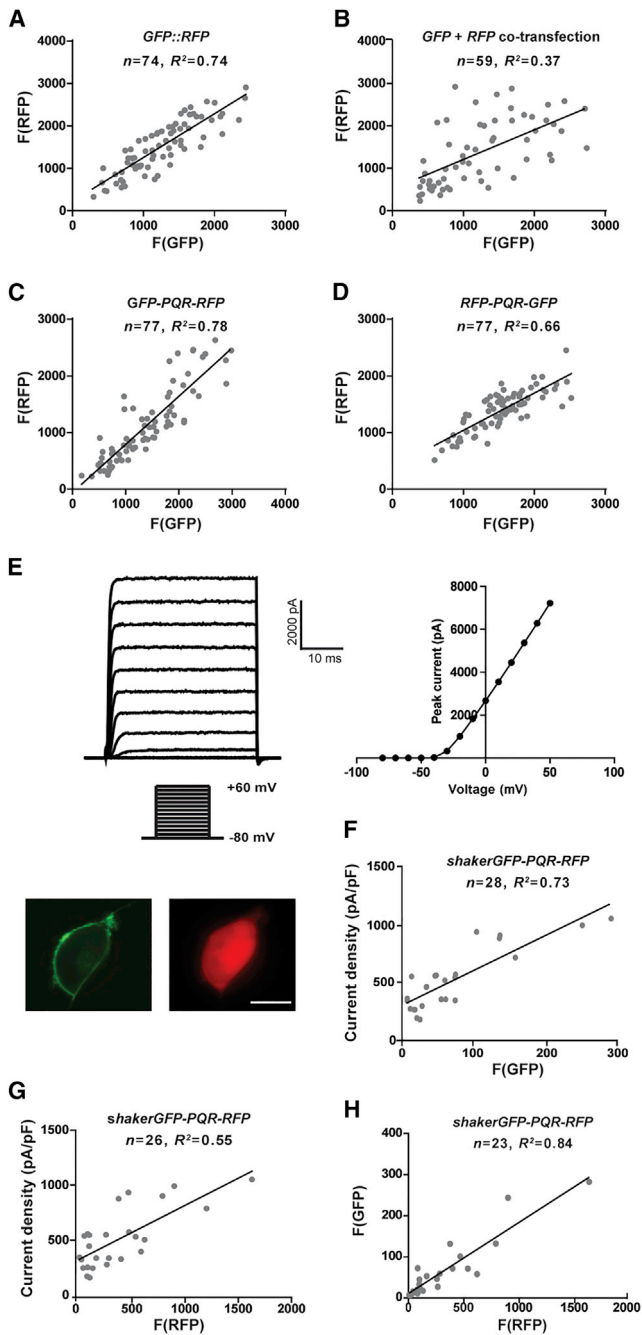 A
GFP::RFP
n=74, R²=0.74
F(RFP)
4000
3000
2000
1000
0
0
1000
2000
3000
F(GFP)
B
GFP + RFP co-transfection
n=59, R²=0.37
F(RFP)
4000
3000
2000
1000
0
0
1000
2000
3000
F(GFP)
C
GFP-PQR-RFP
n=77, R²=0.78
F(RFP)
3000
2000
1000
0
0
1000
2000
3000
4000
F(GFP)
D
RFP-PQR-GFP
n=77, R²=0.66
F(RFP)
3000
2000
1000
0
0
1000
2000
3000
F(GFP)
E
2000 pA
10 ms
+60 mV
-80 mV
Peak current (pA)
8000
6000
4000
2000
-100
-50
0
50
100
Voltage (mV)
F
shakerGFP-PQR-RFP
n=28, R²=0.73
Current density (pA/pF)
1500
1000
500
0
0
100
200
300
F(GFP)
G
shakerGFP-PQR-RFP
n=26, R²=0.55
Current density (pA/pF)
1500
1000
500
0
0
500
1000
1500
2000
F(RFP)
H
shakerGFP-PQR-RFP
n=23, R²=0.84
F(GFP)
400
300
200
100
0
0
500
1000
1500
2000
F(RFP)